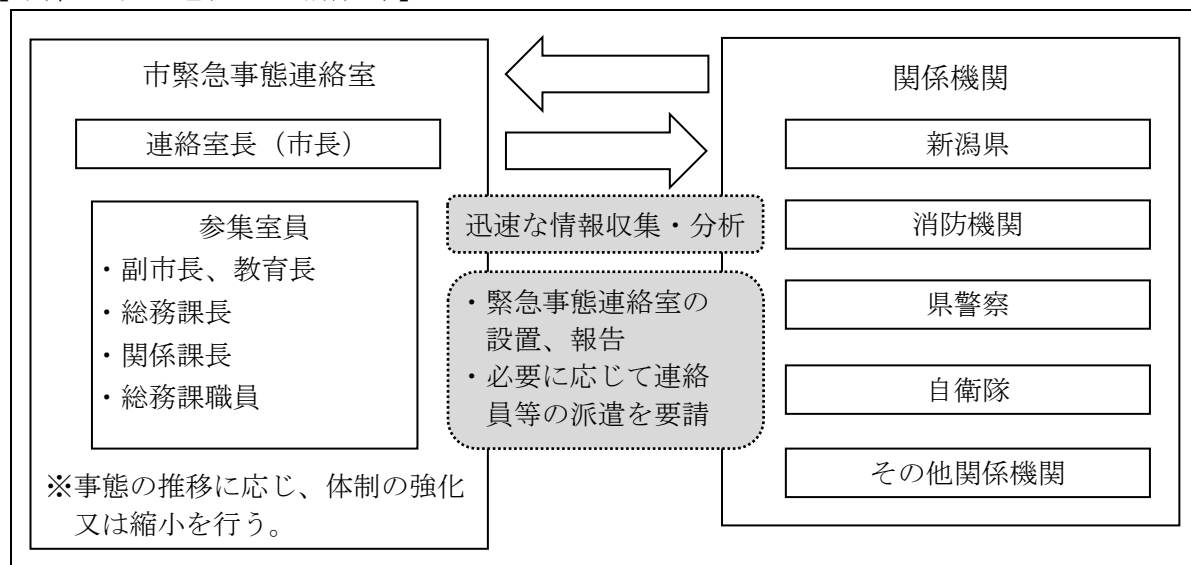 市緊急事態連絡室
連絡室長（市長）
参集室員
・副市長、教育長
・総務課長
・関係課長
・総務課職員
※事態の推移に応じ、体制の強化
又は縮小を行う。
迅速な情報収集・分析
・緊急事態連絡室の
設置、報告
・必要に応じて連絡
員等の派遣を要請
関係機関
新潟県
消防機関
県警察
自衛隊
その他関係機関